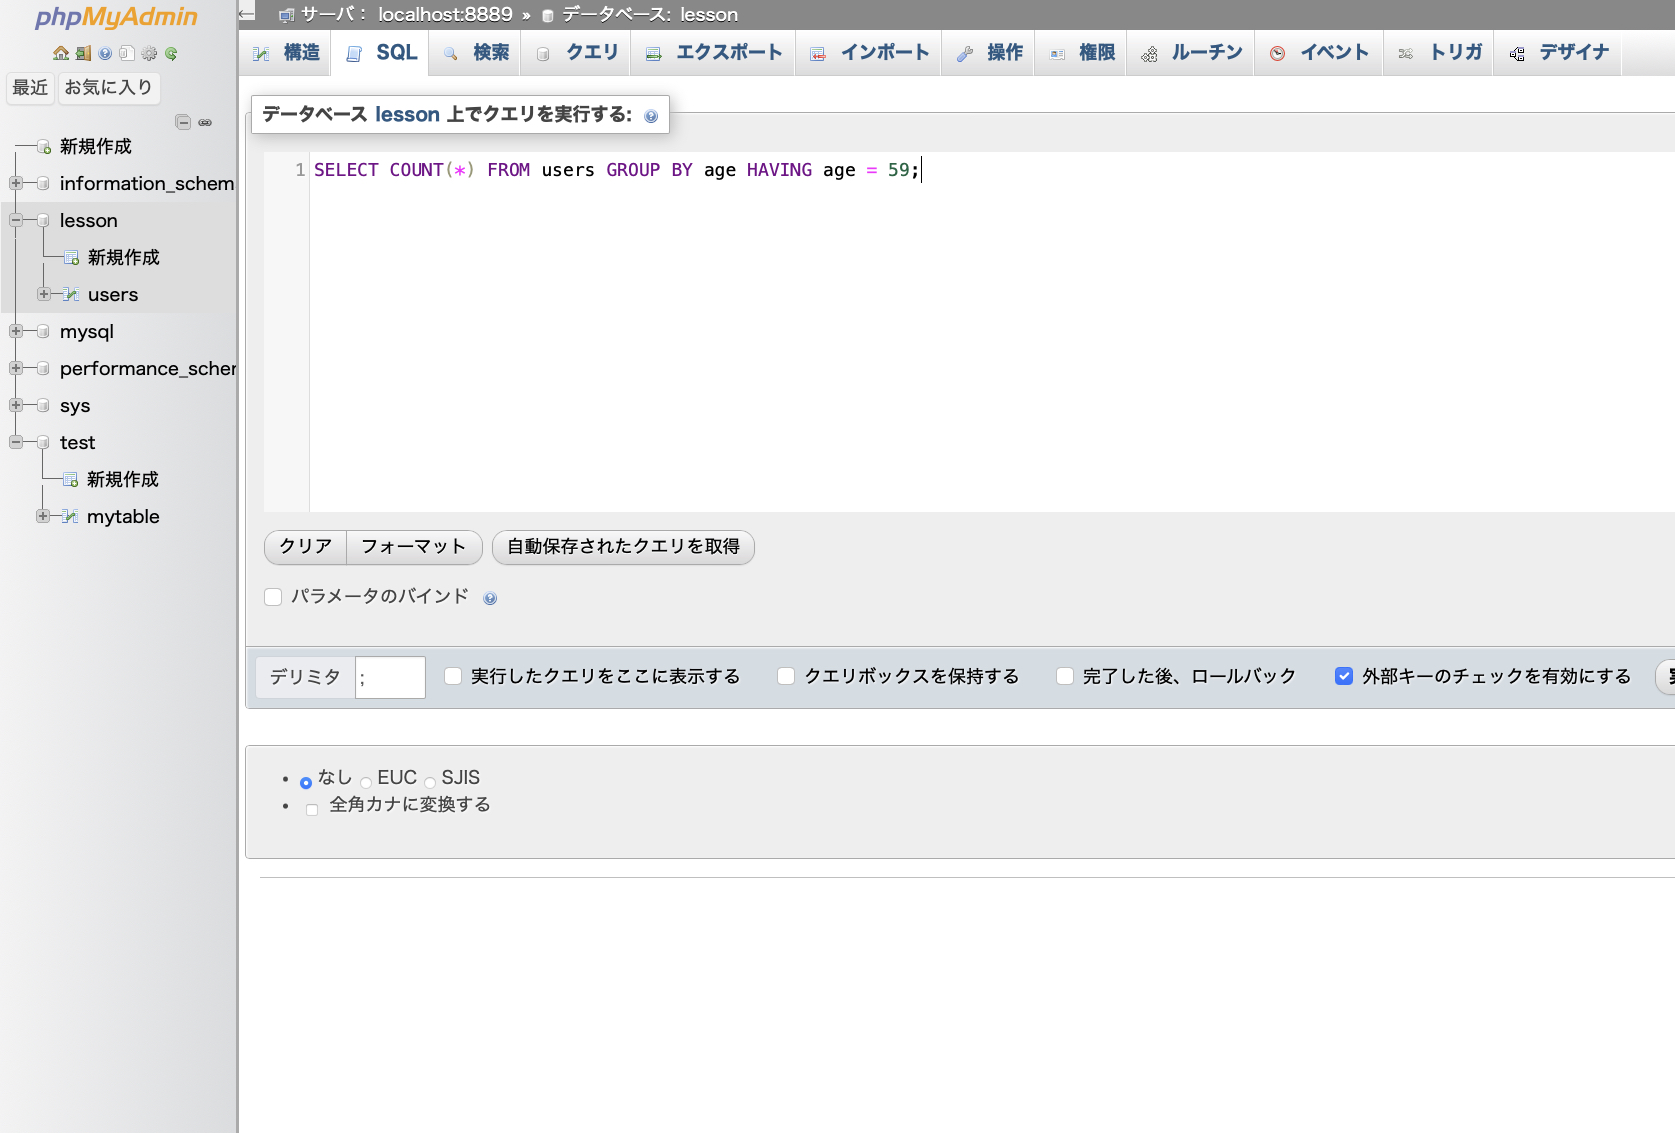 phpMyAdmin
最近 お気に入り
新規作成
information_schem
lesson
新規作成
users
mysql
performance_scher
sys
test
新規作成
mytable
サーバ： localhost:8889 » データベース: lesson
構造 SQL 検索 クエリ エクスポート インポート 操作 権限 ルーチン イベント トリガ デザイナ
データベース lesson 上でクエリを実行する:
1 SELECT COUNT(*) FROM users GROUP BY age HAVING age = 59;
クリア フォーマット 自動保存されたクエリを取得
パラメータのバインド
デリミタ ; 実行したクエリをここに表示する クエリボックスを保持する 完了した後、ロールバック 外部キーのチェックを有効にする
• なし EUC SJIS
• 全角カナに変換する